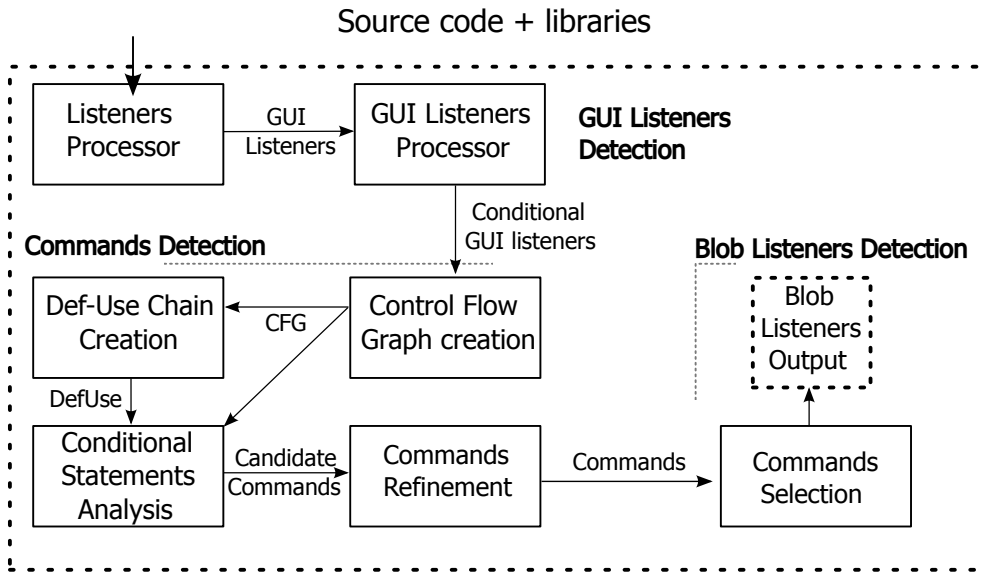 Source code + libraries
Listeners
Processor
GUI
Listeners
GUI Listeners
Processor
GUI Listeners
Detection
Conditional
GUI listeners
Commands Detection
Blob Listeners Detection
Def-Use Chain
Creation
CFG
Control Flow
Graph creation
Blob
Listeners
Output
DefUse
Conditional
Statements
Analysis
Candidate
Commands
Commands
Refinement
Commands
Commands
Selection